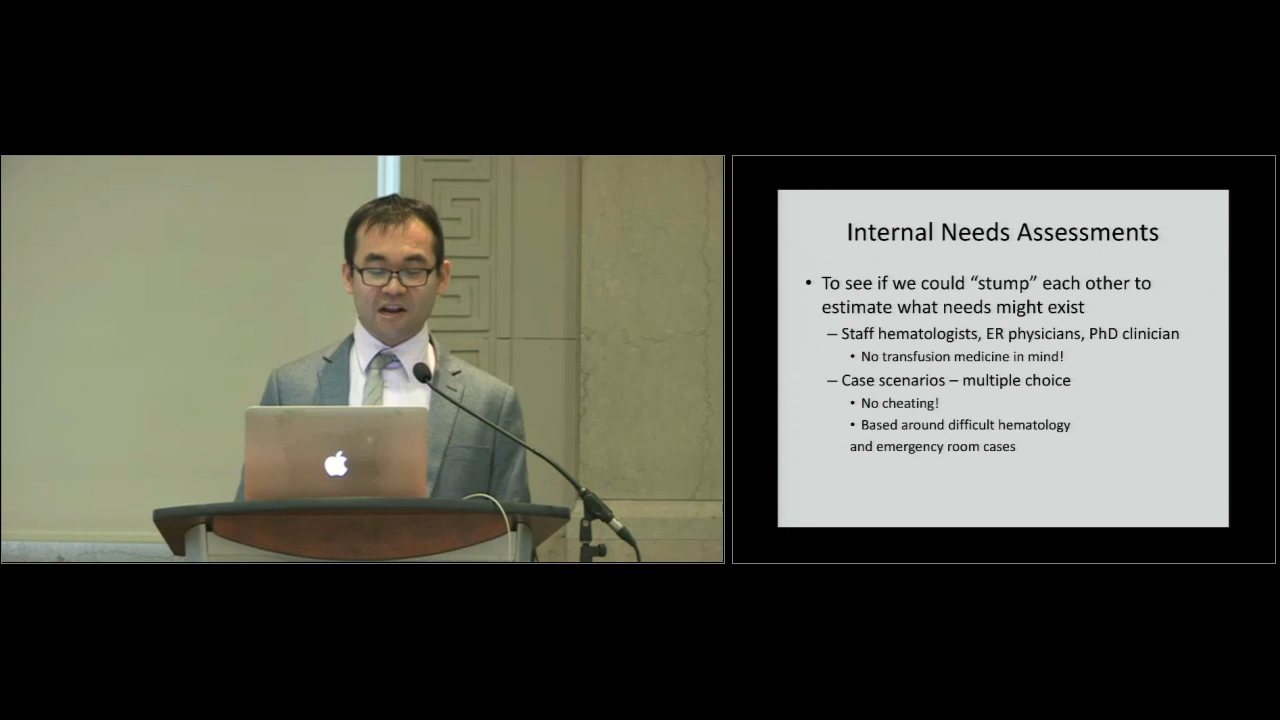 Internal Needs Assessments
• To see if we could “stump” each other to
estimate what needs might exist
– Staff hematologists, ER physicians, PhD clinician
• No transfusion medicine in mind!
– Case scenarios – multiple choice
• No cheating!
• Based around difficult hematology
and emergency room cases